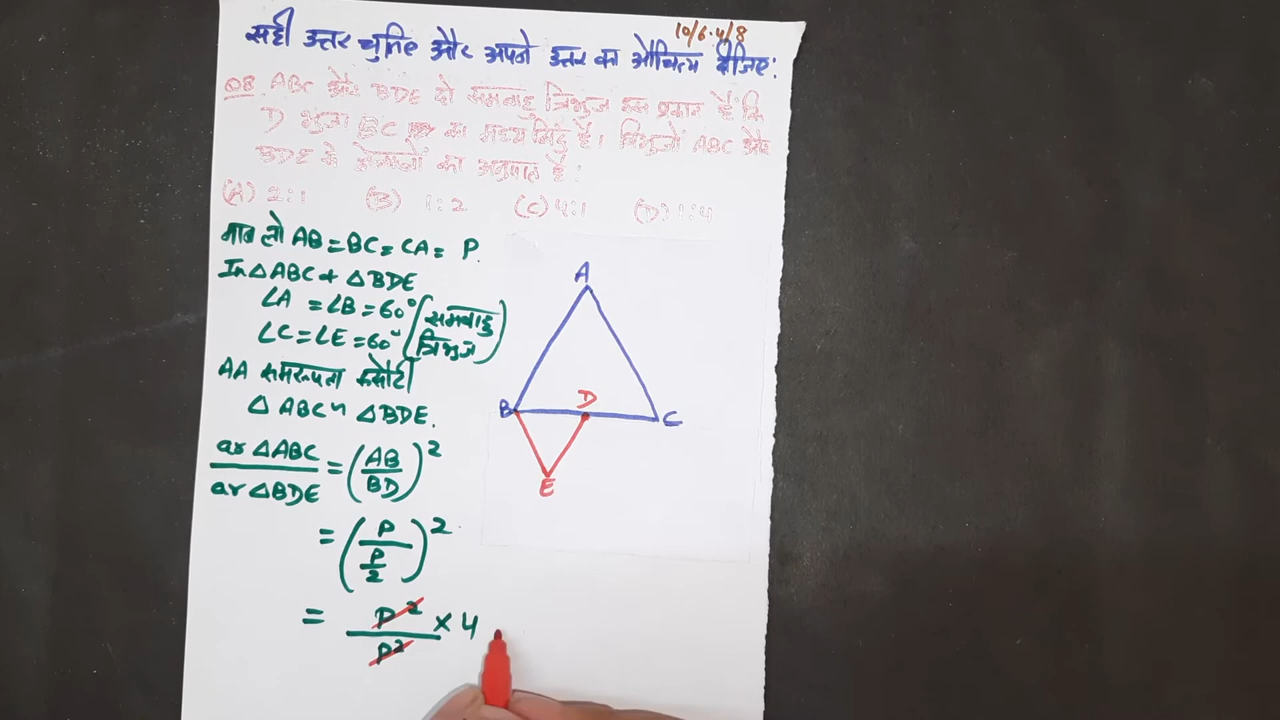 10/6.4/8
सही उत्तर चुनिए और अपने उत्तर का औचित्य दीजिए:
Q8. ABC और BDE दो समबाहु त्रिभुज इस प्रकार हैं कि
D भुजा BC का मध्य बिंदु है। त्रिभुजों ABC और
BDE के क्षेत्रफलों का अनुपात है:
(A) 2:1 (B) 1:2 (C) 4:1 (D) 1:4
मान लो AB=BC=CA= P.
In △ABC & △BDE
∠A = ∠B = 60° (समबाहु
∠C = ∠E = 60° त्रिभुज)
AA समरूपता कसौटी
△ ABC ~ △BDE.
ar △ABC / ar △BDE = (AB/BD)²
= (P/(P/2))²
= P²/P² × 4
A
B D C
E